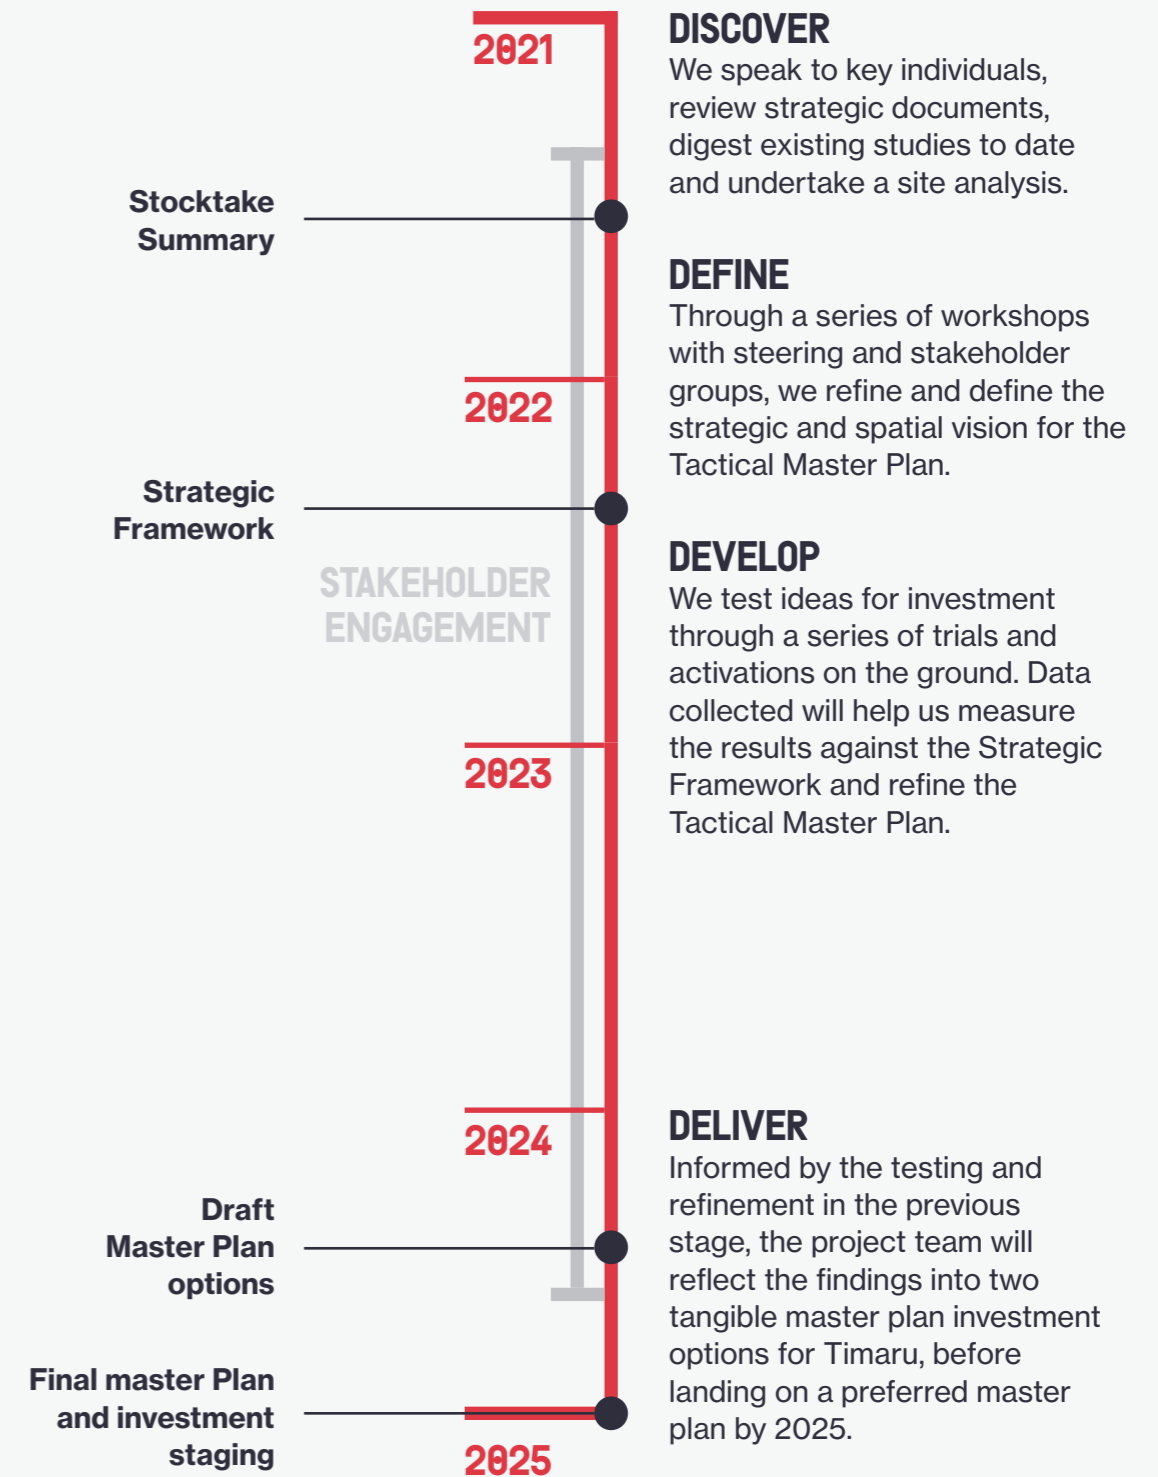 2021
DISCOVER
We speak to key individuals,
review strategic documents,
digest existing studies to date
and undertake a site analysis.
Stocktake
Summary
DEFINE
Through a series of workshops
with steering and stakeholder
groups, we refine and define the
strategic and spatial vision for the
Tactical Master Plan.
2022
Strategic
Framework
STAKEHOLDER
ENGAGEMENT
DEVELOP
We test ideas for investment
through a series of trials and
activations on the ground. Data
collected will help us measure
the results against the Strategic
Framework and refine the
Tactical Master Plan.
2023
2024
DELIVER
Informed by the testing and
refinement in the previous
stage, the project team will
reflect the findings into two
tangible master plan investment
options for Timaru, before
landing on a preferred master
plan by 2025.
Draft
Master Plan
options
Final master Plan
and investment
staging
2025